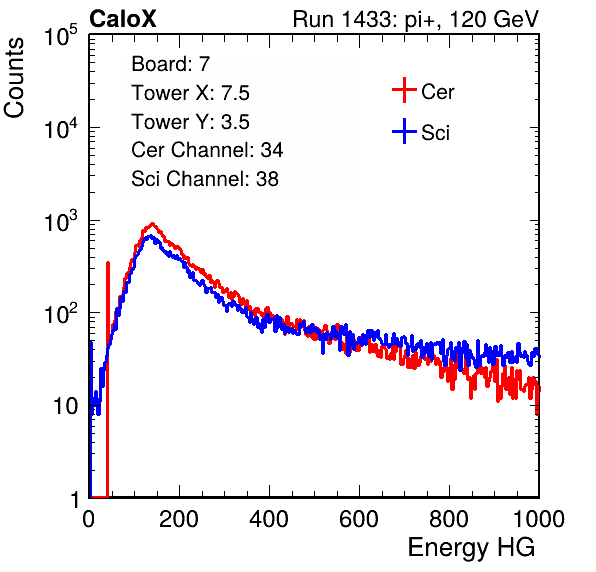 CaloX
Run 1433: pi+, 120 GeV
Counts
Board: 7
Tower X: 7.5
Tower Y: 3.5
Cer Channel: 34
Sci Channel: 38
Cer
Sci
10^5
10^4
10^3
10^2
10
1
0 200 400 600 800 1000
Energy HG